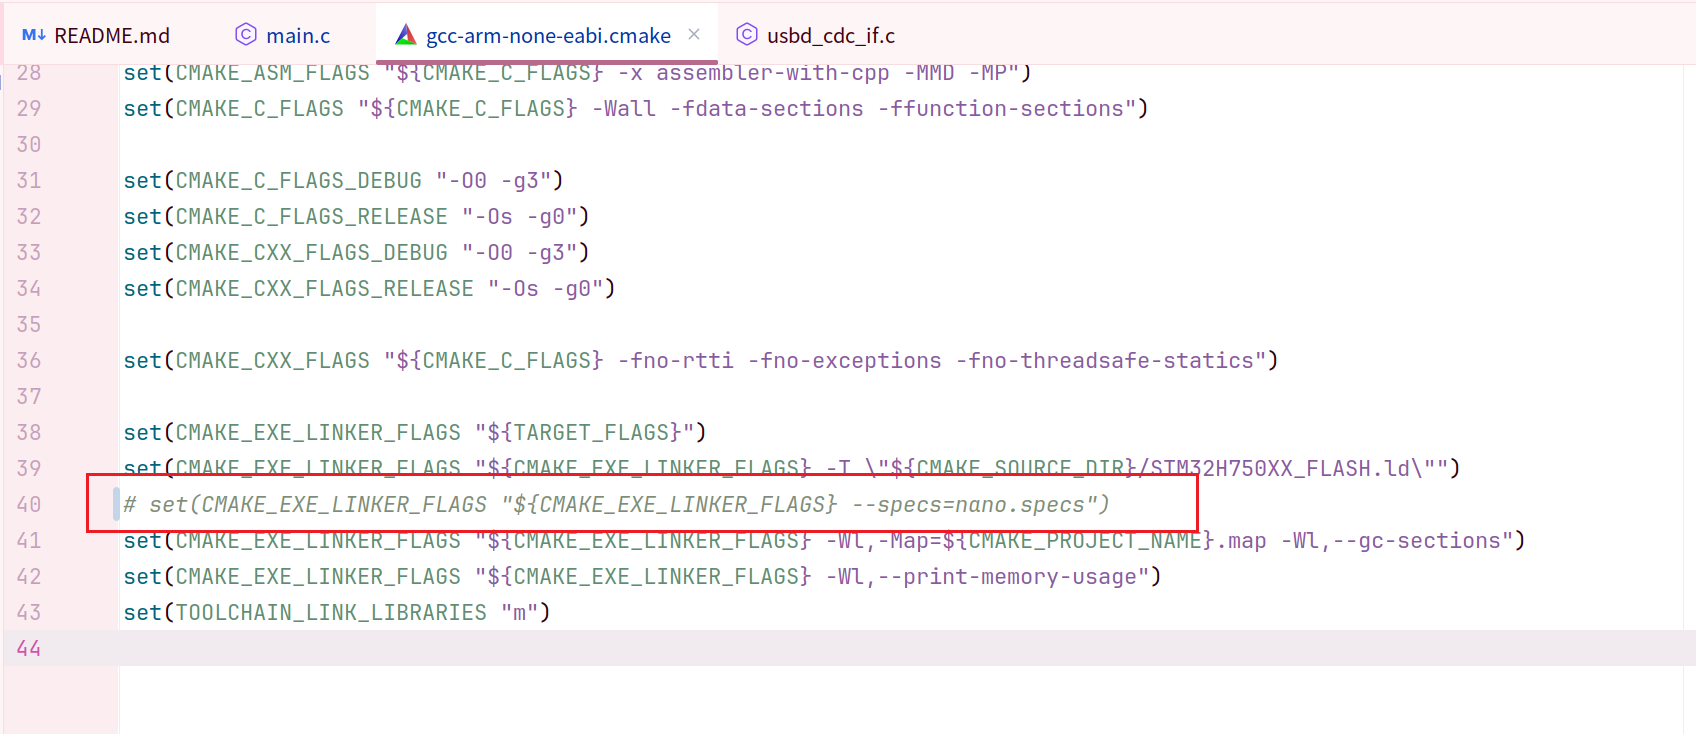 M↓ README.md main.c gcc-arm-none-eabi.cmake × usbd_cdc_if.c
28 set(CMAKE_ASM_FLAGS "${CMAKE_C_FLAGS} -x assembler-with-cpp -MMD -MP")
29 set(CMAKE_C_FLAGS "${CMAKE_C_FLAGS} -Wall -fdata-sections -ffunction-sections")
30
31 set(CMAKE_C_FLAGS_DEBUG "-O0 -g3")
32 set(CMAKE_C_FLAGS_RELEASE "-Os -g0")
33 set(CMAKE_CXX_FLAGS_DEBUG "-O0 -g3")
34 set(CMAKE_CXX_FLAGS_RELEASE "-Os -g0")
35
36 set(CMAKE_CXX_FLAGS "${CMAKE_C_FLAGS} -fno-rtti -fno-exceptions -fno-threadsafe-statics")
37
38 set(CMAKE_EXE_LINKER_FLAGS "${TARGET_FLAGS}")
39 set(CMAKE_EXE_LINKER_FLAGS "${CMAKE_EXE_LINKER_FLAGS} -T \"${CMAKE_SOURCE_DIR}/STM32H750XX_FLASH.ld\"")
40 # set(CMAKE_EXE_LINKER_FLAGS "${CMAKE_EXE_LINKER_FLAGS} --specs=nano.specs")
41 set(CMAKE_EXE_LINKER_FLAGS "${CMAKE_EXE_LINKER_FLAGS} -Wl,-Map=${CMAKE_PROJECT_NAME}.map -Wl,--gc-sections")
42 set(CMAKE_EXE_LINKER_FLAGS "${CMAKE_EXE_LINKER_FLAGS} -Wl,--print-memory-usage")
43 set(TOOLCHAIN_LINK_LIBRARIES "m")
44